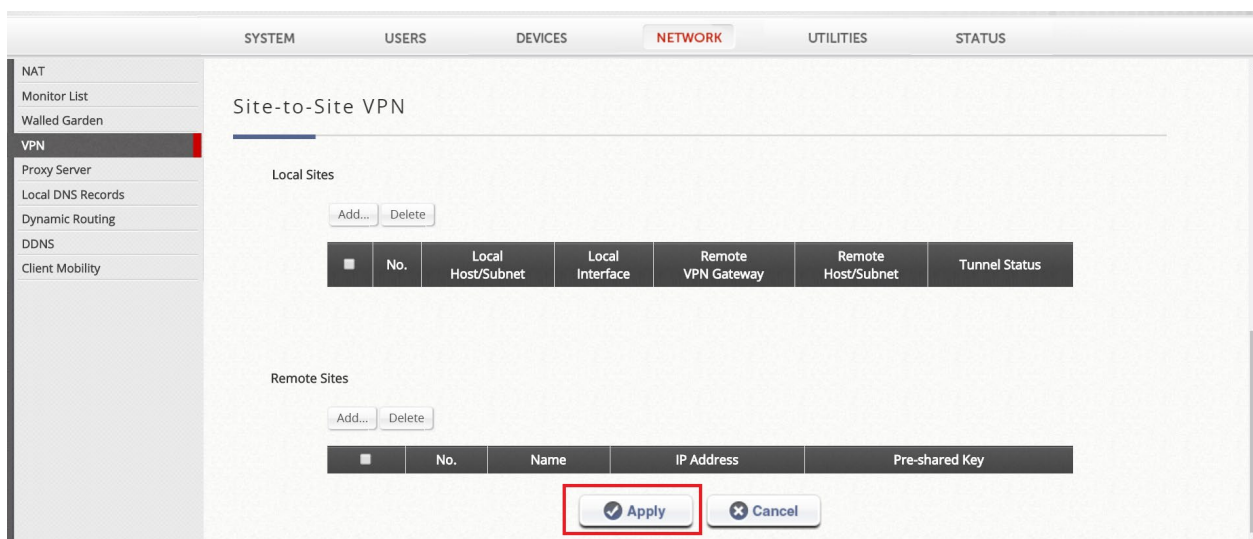 SYSTEM USERS DEVICES NETWORK UTILITIES STATUS
NAT
Monitor List
Walled Garden
VPN
Proxy Server
Local DNS Records
Dynamic Routing
DDNS
Client Mobility
Site-to-Site VPN
Local Sites
Add... Delete
No. Local Host/Subnet Local Interface Remote VPN Gateway Remote Host/Subnet Tunnel Status
Remote Sites
Add... Delete
No. Name IP Address Pre-shared Key
Apply Cancel